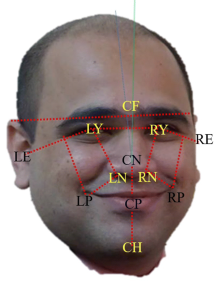 CF
LY RY
LE RE
CN
LN RN
LP CP RP
CH